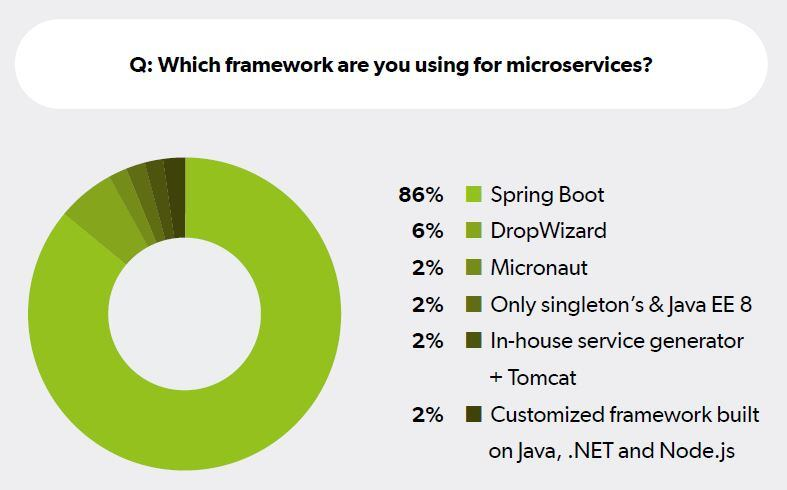 Q: Which framework are you using for microservices?
86% Spring Boot
6% DropWizard
2% Micronaut
2% Only singleton's & Java EE 8
2% In-house service generator
+ Tomcat
2% Customized framework built
on Java, .NET and Node.js